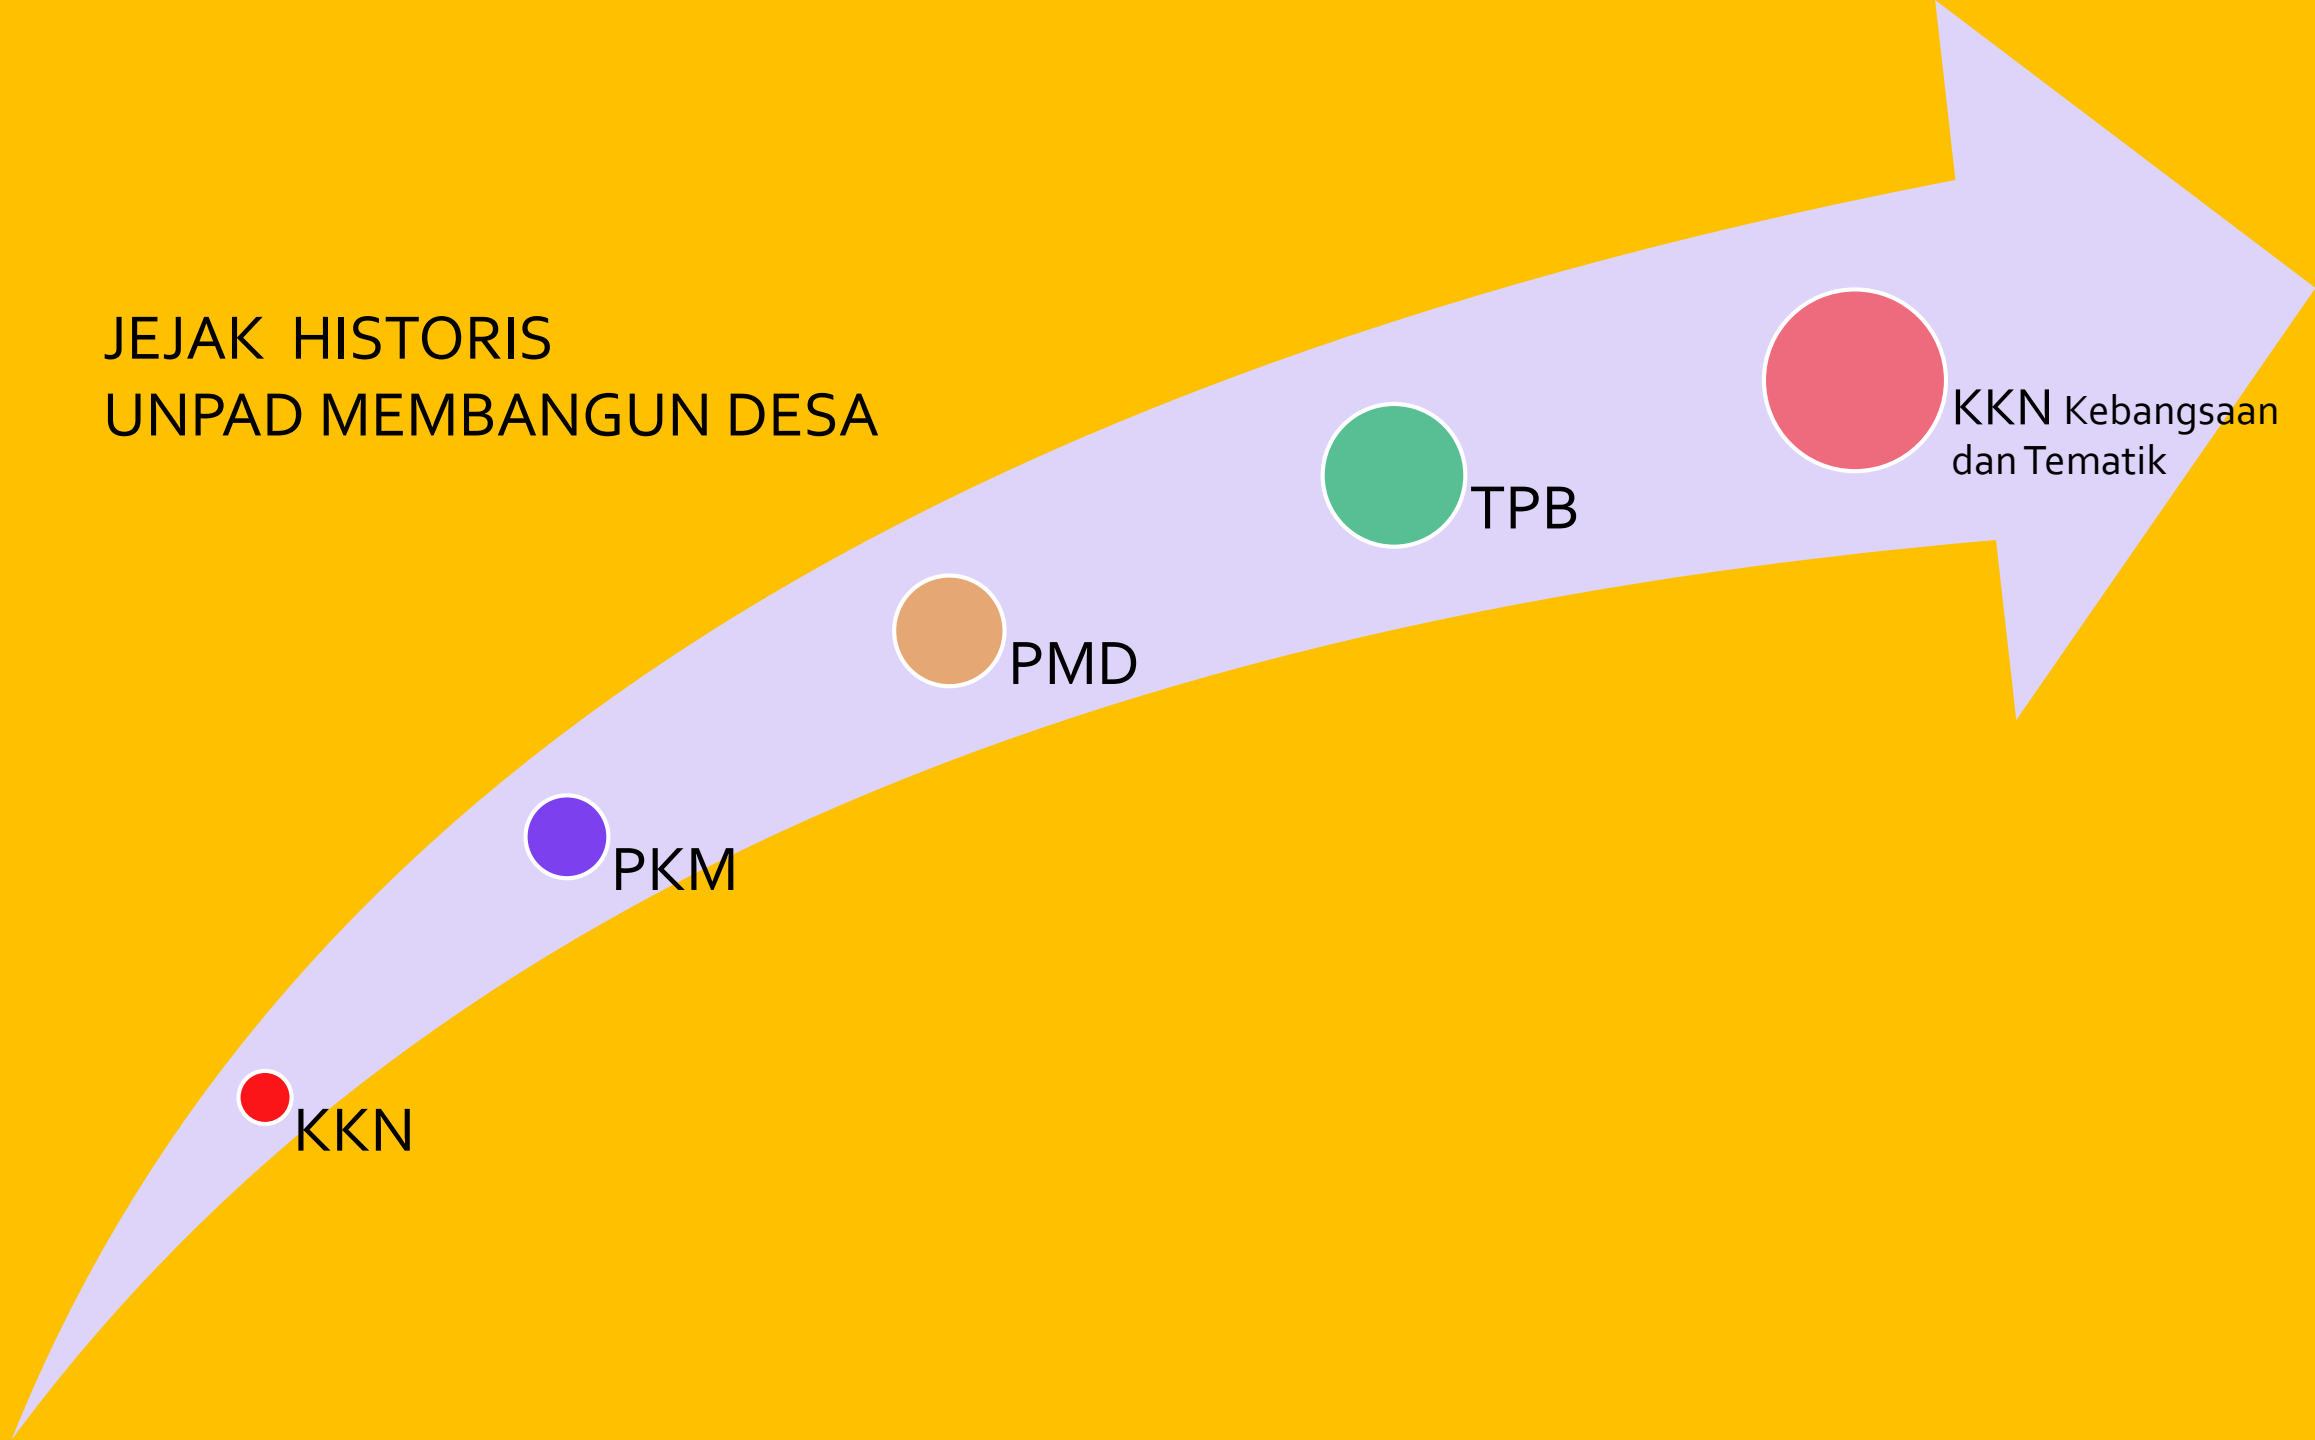 JEJAK HISTORIS
UNPAD MEMBANGUN DESA
KKN
PKM
PMD
TPB
KKN Kebangsaan
dan Tematik